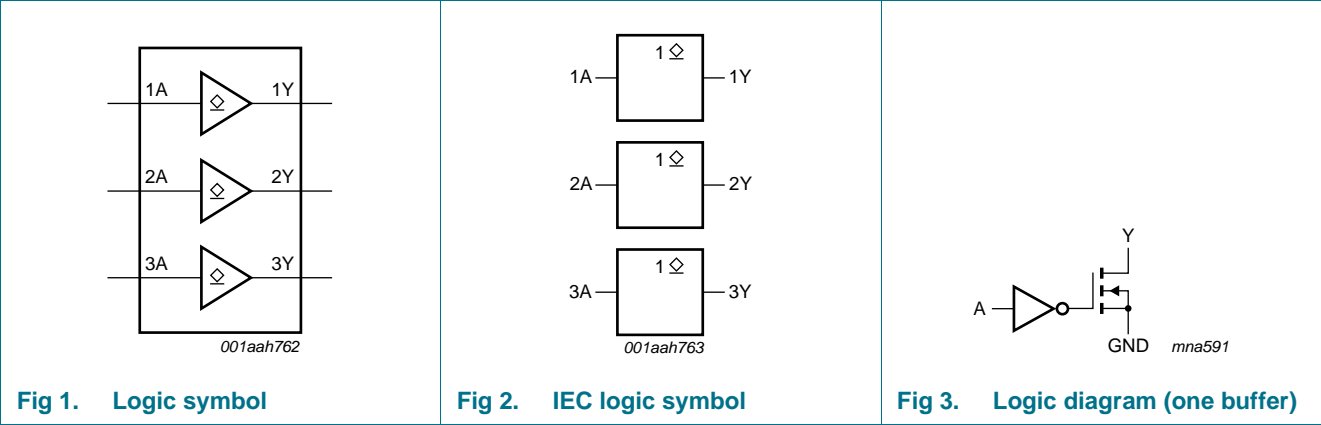 1A 1Y
2A 2Y
3A 3Y
001aah762
Fig 1. Logic symbol
1
1A 1Y
1
2A 2Y
1
3A 3Y
001aah763
Fig 2. IEC logic symbol
Y
A
GND mna591
Fig 3. Logic diagram (one buffer)